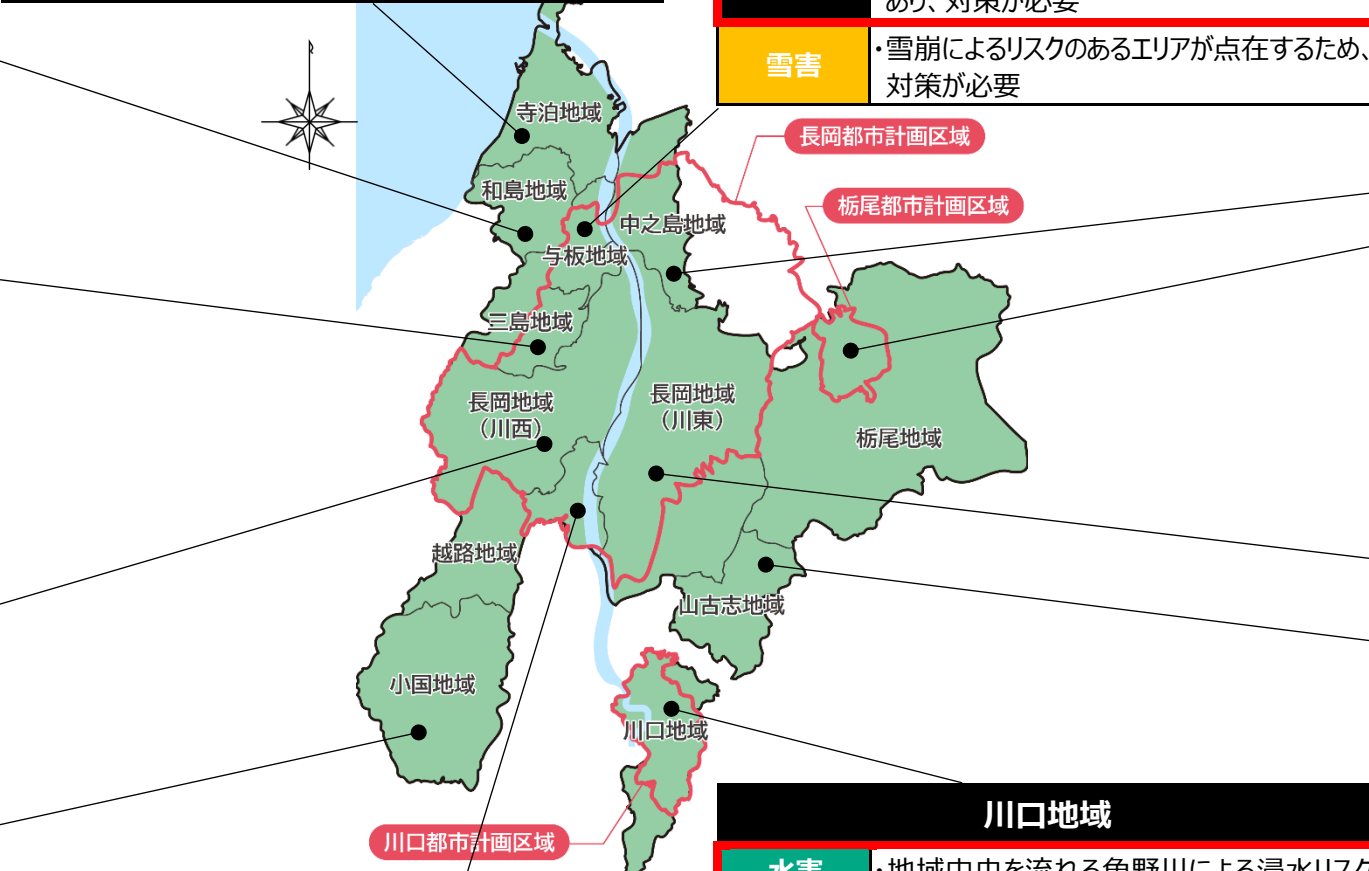 あり、対策が必要
雪害
・雪崩によるリスクのあるエリアが点在するため、
対策が必要
寺泊地域
長岡都市計画区域
和島地域
栃尾都市計画区域
中之島地域
与板地域
三島地域
長岡地域
（川西）
長岡地域
（川東）
栃尾地域
越路地域
山古志地域
小国地域
川口地域
川口都市計画区域
川口地域
水害
・地域中央を流れる魚野川による浸水リスク